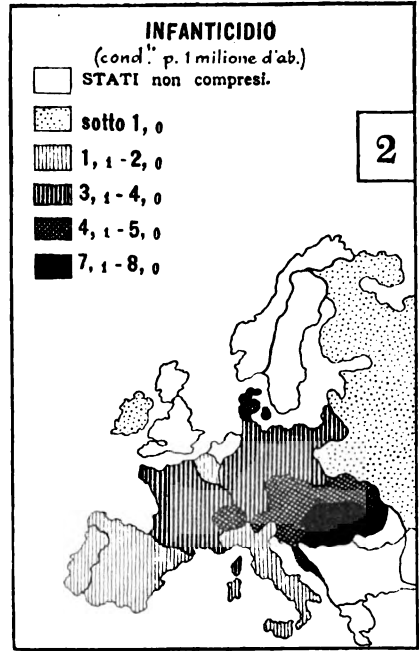 INFANTICIDIO
(cond.ⁱⁱ p. 1 milione d'ab.)
STATI non compresi.
sotto 1, 0
1, 1 - 2, 0
3, 1 - 4, 0
4, 1 - 5, 0
7, 1 - 8, 0
2